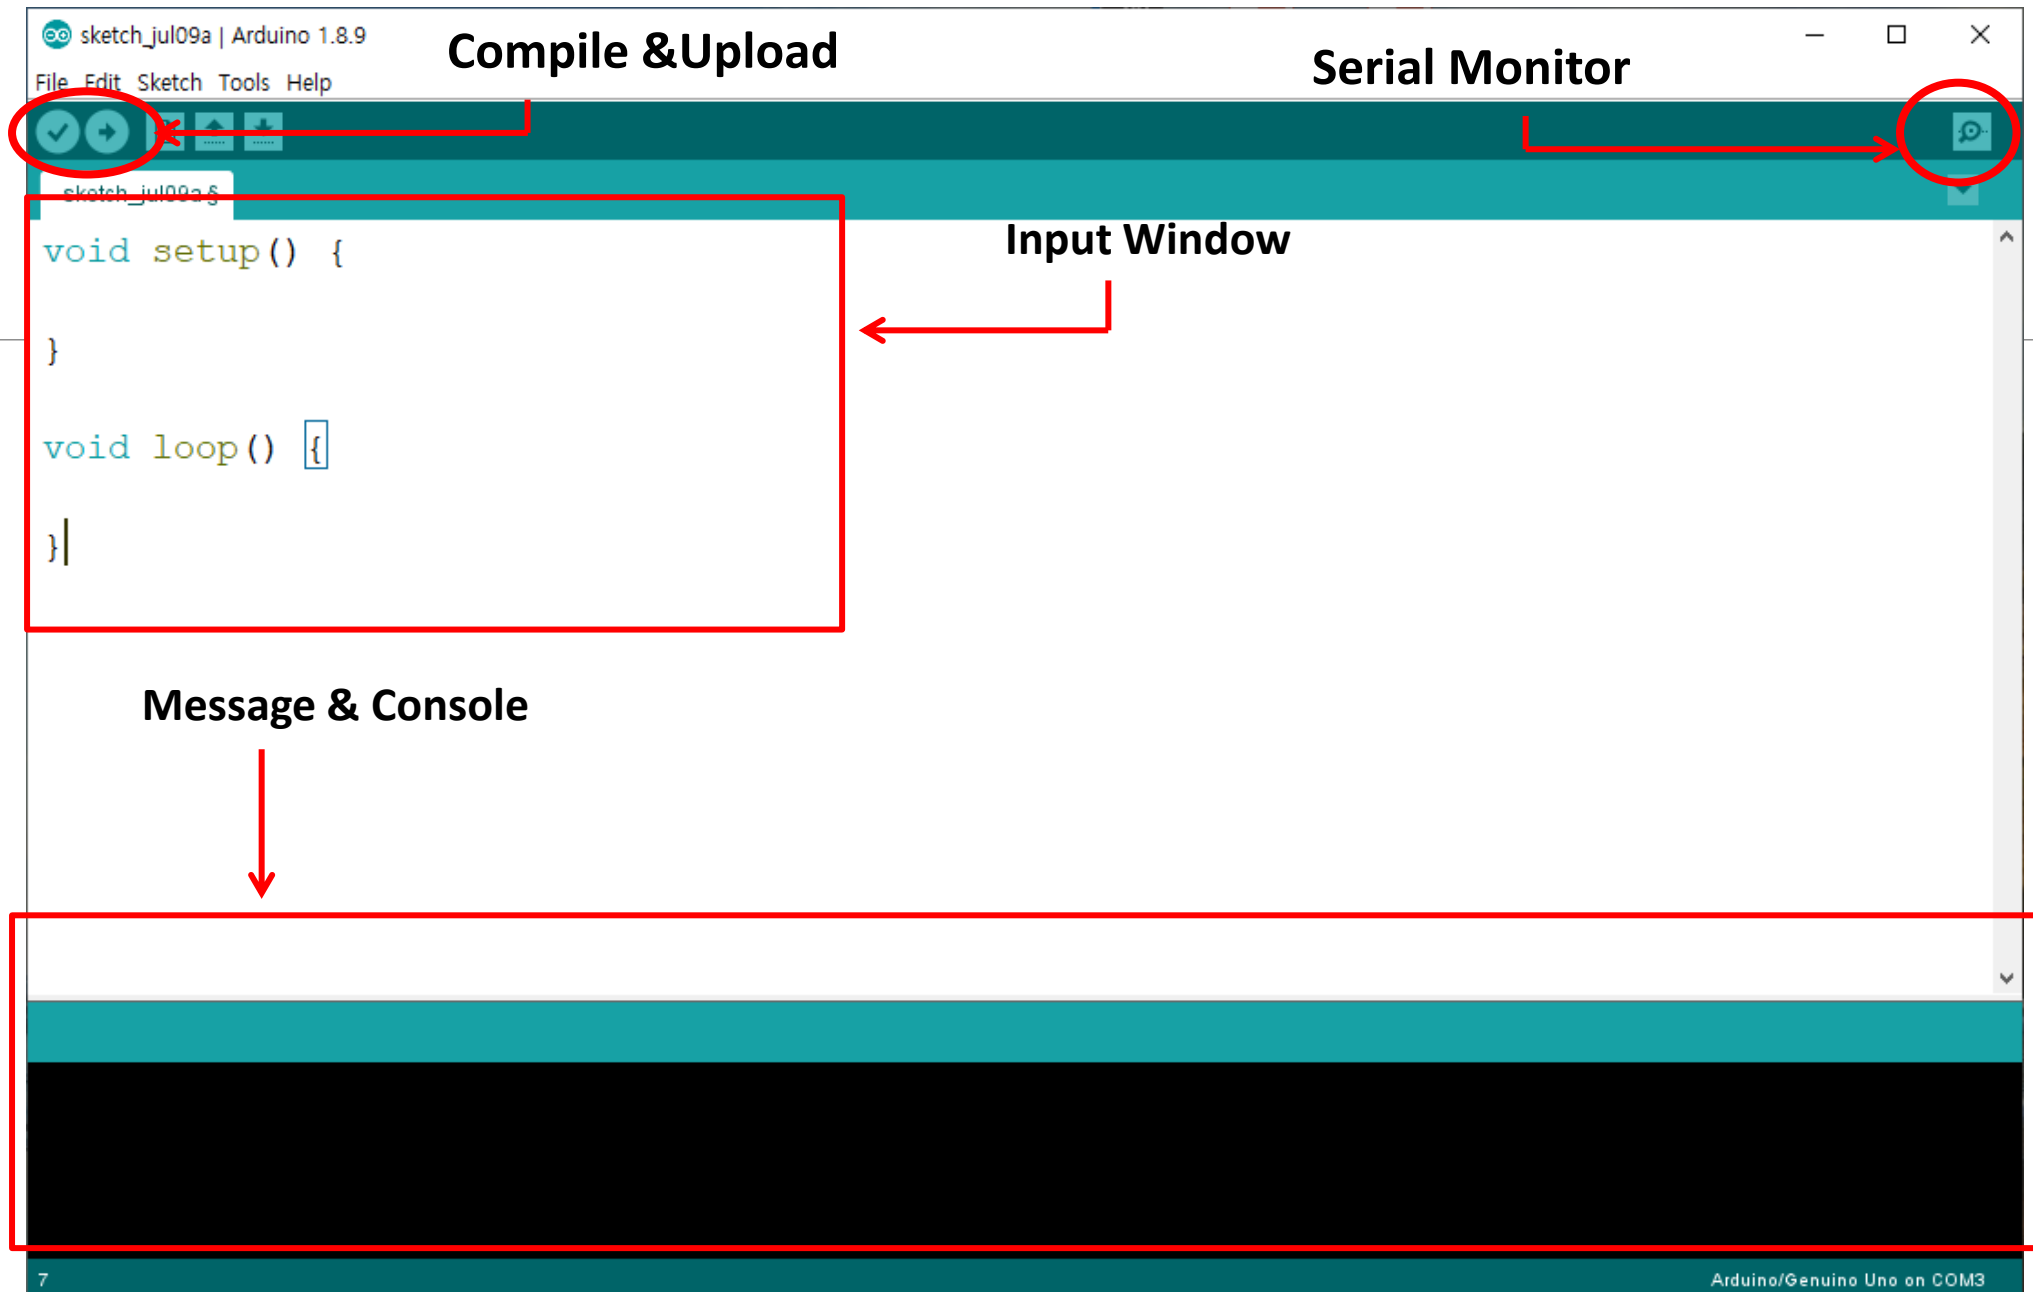 sketch_jul09a | Arduino 1.8.9
Compile &Upload
Serial Monitor
File Edit Sketch Tools Help
sketch_jul09a §
void setup() {
Input Window
}
void loop() {
}
Message & Console
7
Arduino/Genuino Uno on COM3